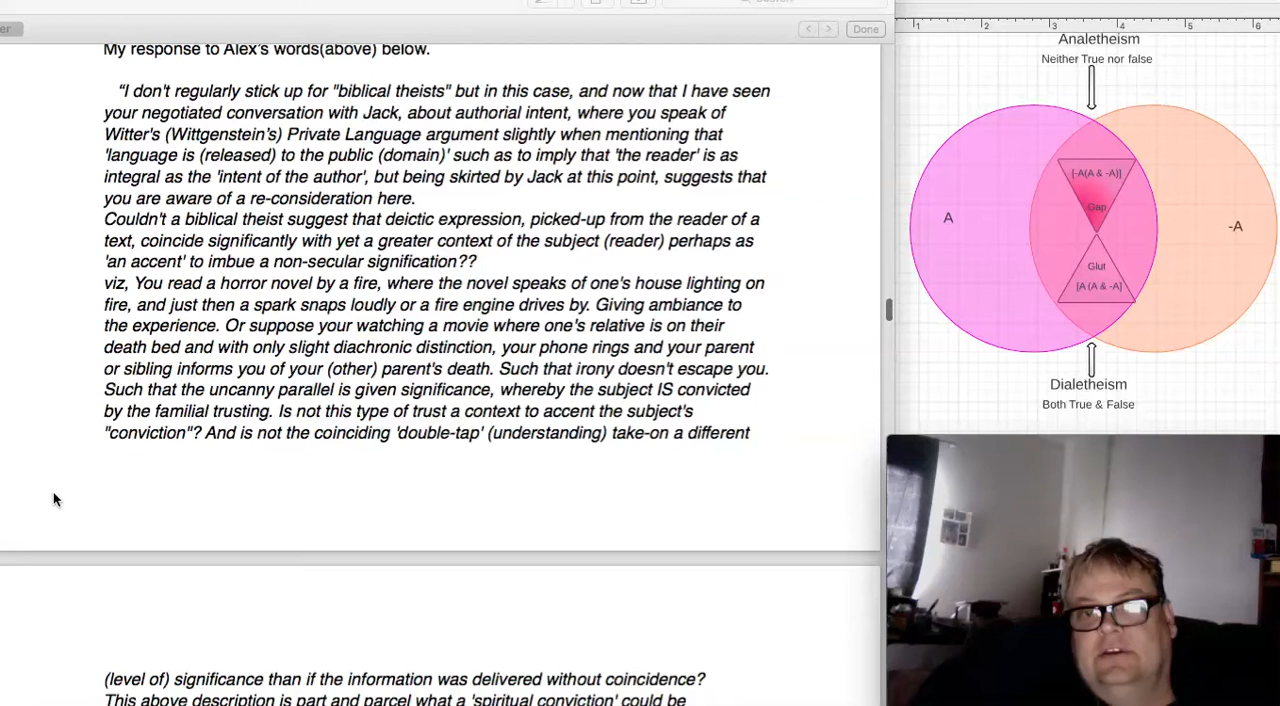 er
Done
My response to Alex's words(above) below.
“I don't regularly stick up for "biblical theists" but in this case, and now that I have seen
your negotiated conversation with Jack, about authorial intent, where you speak of
Witter's (Wittgenstein's) Private Language argument slightly when mentioning that
'language is (released) to the public (domain)' such as to imply that 'the reader' is as
integral as the 'intent of the author', but being skirted by Jack at this point, suggests that
you are aware of a re-consideration here.
Couldn't a biblical theist suggest that deictic expression, picked-up from the reader of a
text, coincide significantly with yet a greater context of the subject (reader) perhaps as
'an accent' to imbue a non-secular signification??
viz, You read a horror novel by a fire, where the novel speaks of one's house lighting on
fire, and just then a spark snaps loudly or a fire engine drives by. Giving ambiance to
the experience. Or suppose your watching a movie where one's relative is on their
death bed and with only slight diachronic distinction, your phone rings and your parent
or sibling informs you of your (other) parent's death. Such that irony doesn't escape you.
Such that the uncanny parallel is given significance, whereby the subject IS convicted
by the familial trusting. Is not this type of trust a context to accent the subject's
"conviction"? And is not the coinciding 'double-tap' (understanding) take-on a different
(level of) significance than if the information was delivered without coincidence?
This above description is part and parcel what a 'spiritual conviction' could be
1 2 3 4 5 6
Analetheism
Neither True nor false
[-A(A & -A)]
Gap
A
-A
Glut
[A (A & -A]
Dialetheism
Both True & False